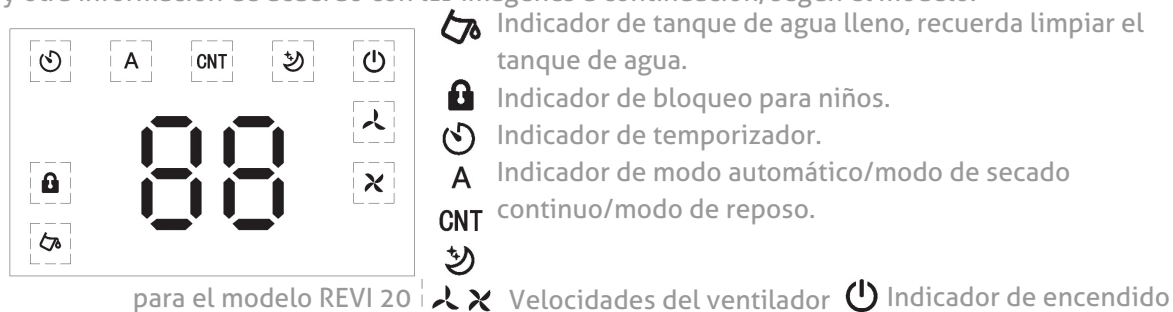 y otra información de acuerdo con las imágenes a continuación, según el modelo.
Indicador de tanque de agua lleno, recuerda limpiar el
tanque de agua.
A CNT
88
Indicador de bloqueo para niños.
Indicador de temporizador.
A Indicador de modo automático/modo de secado
CNT continuo/modo de reposo.
para el modelo REVI 20 Velocidades del ventilador Indicador de encendido